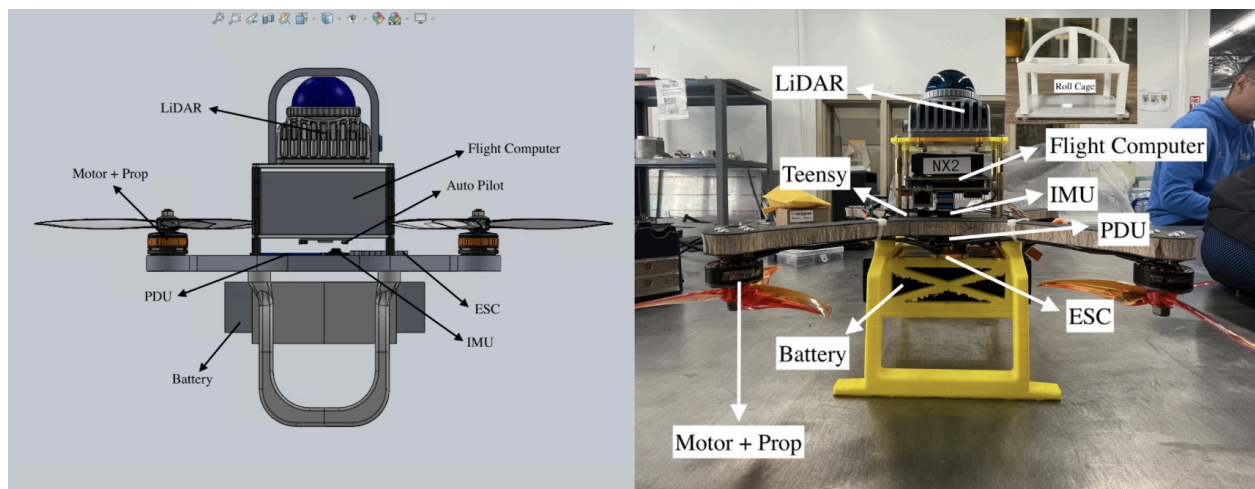 LiDAR
Flight Computer
Motor + Prop
Auto Pilot
PDU
ESC
IMU
Battery
Roll Cage
LiDAR
Flight Computer
NX2
Teensy
IMU
PDU
ESC
Battery
Motor + Prop